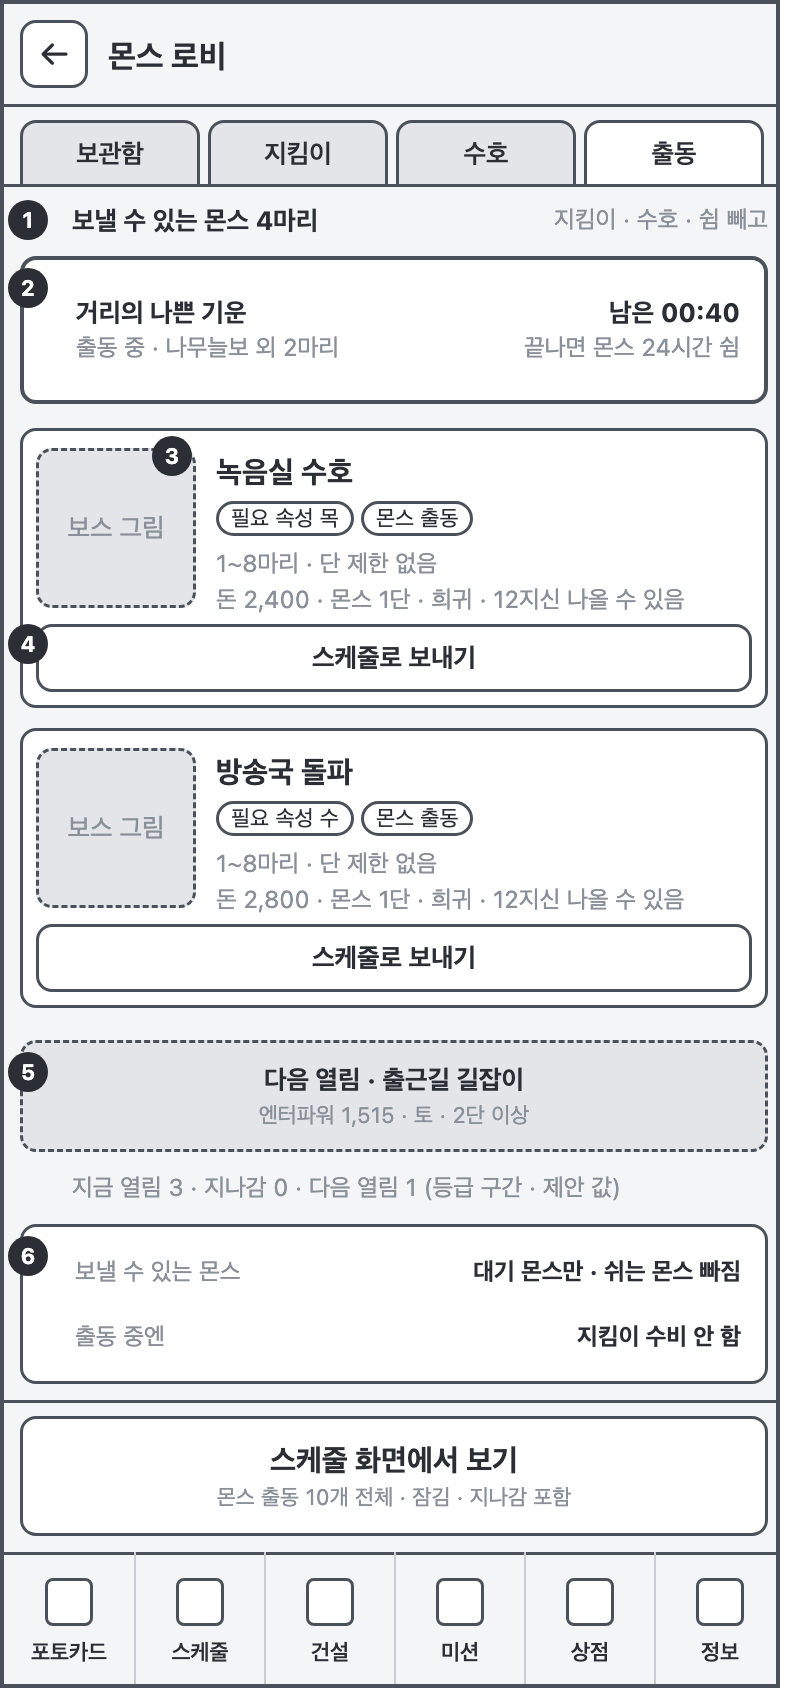 몬스 로비
보관함 지킴이 수호 출동
1 보낼 수 있는 몬스 4마리 지킴이 · 수호 · 쉼 빼고
2
거리의 나쁜 기운 남은 00:40
출동 중 · 나무늘보 외 2마리 끝나면 몬스 24시간 쉼
3
보스 그림
녹음실 수호
필요 속성 목 몬스 출동
1~8마리 · 단 제한 없음
돈 2,400 · 몬스 1단 · 희귀 · 12지신 나올 수 있음
4
스케줄로 보내기
보스 그림
방송국 돌파
필요 속성 수 몬스 출동
1~8마리 · 단 제한 없음
돈 2,800 · 몬스 1단 · 희귀 · 12지신 나올 수 있음
스케줄로 보내기
5
다음 열림 · 출근길 길잡이
엔터파워 1,515 · 토 · 2단 이상
지금 열림 3 · 지나감 0 · 다음 열림 1 (등급 구간 · 제안 값)
6
보낼 수 있는 몬스 대기 몬스만 · 쉬는 몬스 빠짐
출동 중엔 지킴이 수비 안 함
스케줄 화면에서 보기
몬스 출동 10개 전체 · 잠김 · 지나감 포함
포토카드 스케줄 건설 미션 상점 정보